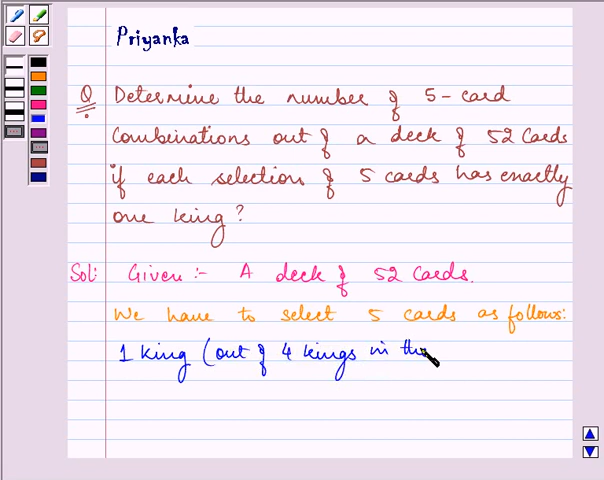 Priyanka
Q Determine the number of 5-card
combinations out of a deck of 52 cards
if each selection of 5 cards has exactly
one king?
Sol: Given:- A deck of 52 cards.
We have to select 5 cards as follows:
1 king (out of 4 kings in the